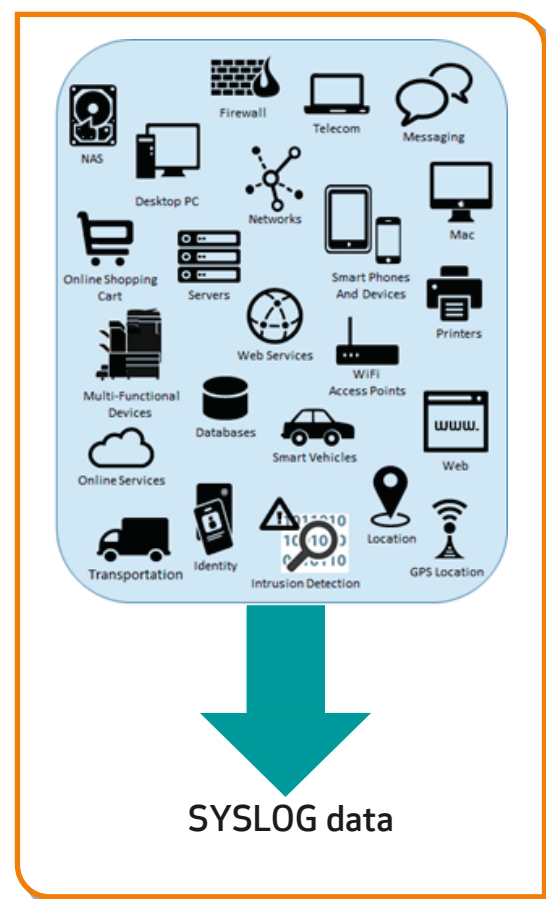 Firewall
Telecom
Messaging
NAS
Desktop PC
Networks
Mac
Online Shopping
Cart
Servers
Smart Phones
And Devices
Printers
Web Services
WiFi
Access Points
Multi-Functional
Devices
Databases
Smart Vehicles
www.
Web
Online Services
Transportation
Identity
1011010
Intrusion Detection
Location
GPS Location
SYSLOG data